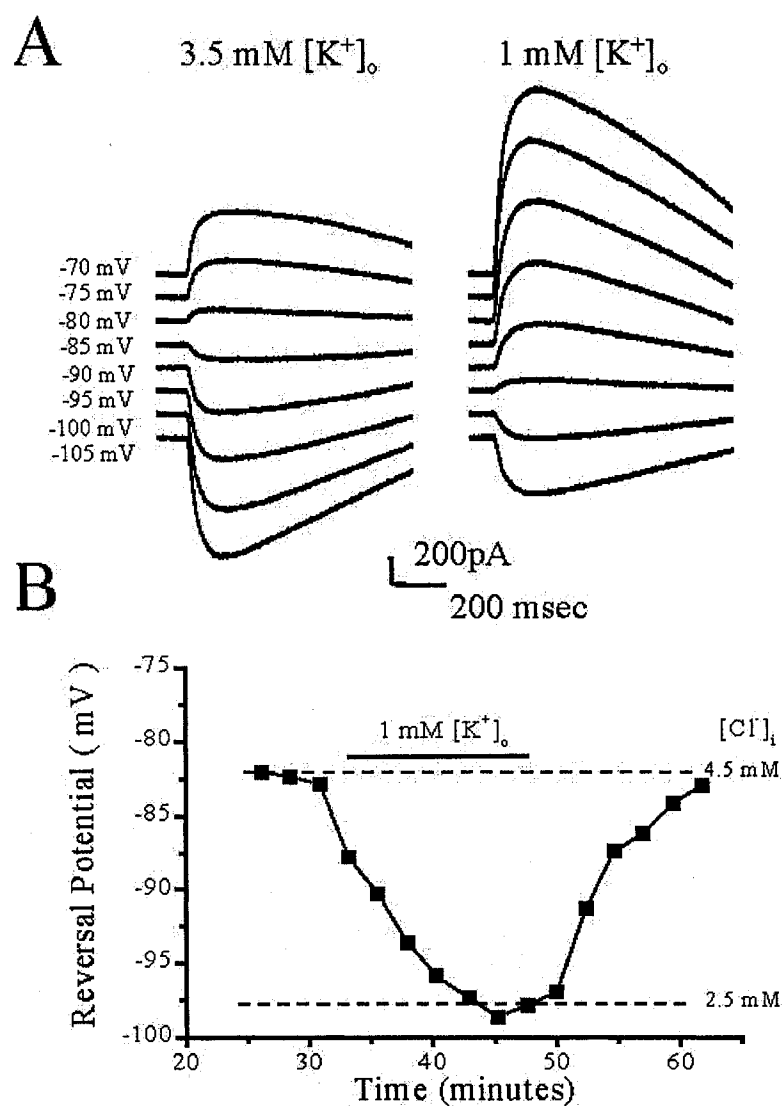 A
3.5 mM [K⁺]ₒ
1 mM [K⁺]ₒ
-70 mV
-75 mV
-80 mV
-85 mV
-90 mV
-95 mV
-100 mV
-105 mV
200pA
200 msec
B
Reversal Potential ( mV )
-75
-80
-85
-90
-95
-100
1 mM [K⁺]ₒ
[Cl⁻]ᵢ
4.5 mM
2.5 mM
20 30 40 50 60
Time (minutes)